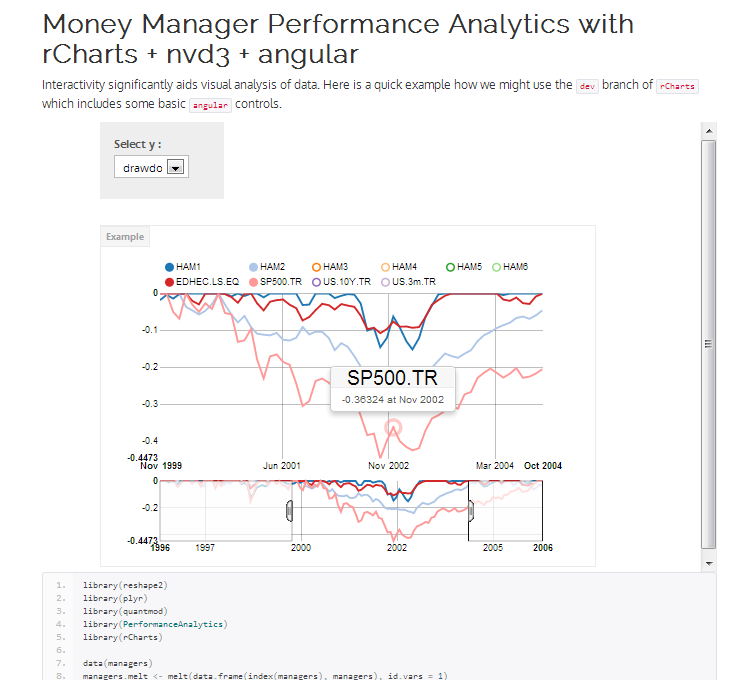 Money Manager Performance Analytics with
rCharts + nvd3 + angular
Interactivity significantly aids visual analysis of data. Here is a quick example how we might use the dev branch of rCharts
which includes some basic angular controls.
Select y :
drawdo
Example
HAM1 HAM2 HAM3 HAM4 HAM5 HAM6
EDHEC.LS.EQ SP500.TR US.10Y.TR US.3m.TR
0
-0.1
-0.2
SP500.TR
-0.36324 at Nov 2002
-0.3
-0.4
-0.4473
Nov 1999 Jun 2001 Nov 2002 Mar 2004 Oct 2004
0
-0.2
-0.4473
1996 1997 2000 2002 2005 2006
1. library(reshape2)
2. library(plyr)
3. library(quantmod)
4. library(PerformanceAnalytics)
5. library(rCharts)
6.
7. data(managers)
8. managers.melt <- melt(data.frame(index(managers), managers), id.vars = 1)